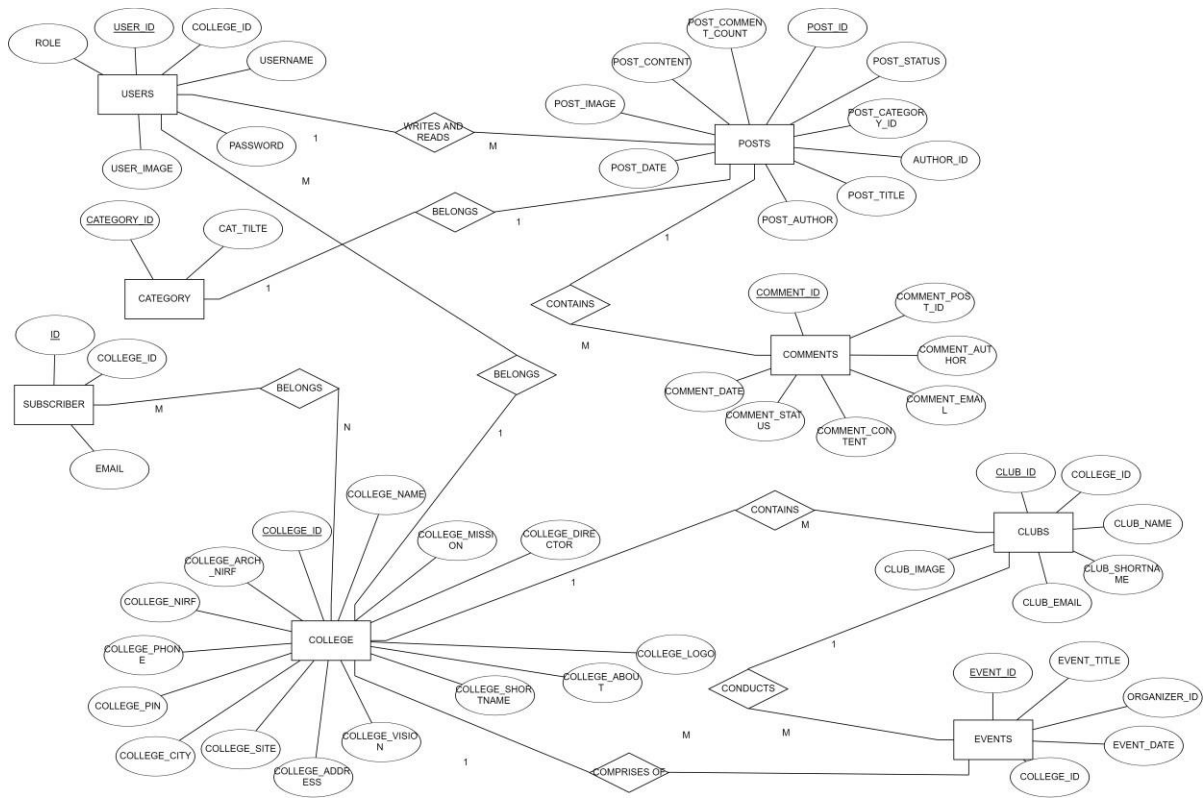 USER_ID
COLLEGE_ID
ROLE
USERNAME
USERS
PASSWORD
USER_IMAGE
1
WRITES AND
READS
M
POST_COMMEN
T_COUNT
POST_ID
POST_CONTENT
POST_STATUS
POST_IMAGE
POST_CATEGOR
Y_ID
POSTS
POST_DATE
AUTHOR_ID
POST_TITLE
POST_AUTHOR
M
CATEGORY_ID
CAT_TILTE
BELONGS
1
CATEGORY
1
1
CONTAINS
M
COMMENT_ID
COMMENT_POS
T_ID
COMMENTS
COMMENT_AUT
HOR
COMMENT_DATE
COMMENT_STAT
US
COMMENT_EMAI
L
COMMENT_CON
TENT
ID
COLLEGE_ID
SUBSCRIBER
M
BELONGS
EMAIL
N
BELONGS
1
COLLEGE_NAME
COLLEGE_ID
COLLEGE_MISSI
ON
COLLEGE_DIRE
CTOR
COLLEGE_ARCH
_NIRF
COLLEGE_NIRF
COLLEGE
COLLEGE_PHON
E
COLLEGE_LOGO
COLLEGE_ABOU
T
COLLEGE_PIN
COLLEGE_SHOR
TNAME
COLLEGE_CITY
COLLEGE_SITE
COLLEGE_VISIO
N
COLLEGE_ADDR
ESS
CONTAINS
M
1
CLUB_ID
COLLEGE_ID
CLUBS
CLUB_NAME
CLUB_IMAGE
CLUB_SHORTNA
ME
CLUB_EMAIL
1
CONDUCTS
M
M
1
COMPRISES OF
EVENT_ID
EVENT_TITLE
ORGANIZER_ID
EVENTS
EVENT_DATE
COLLEGE_ID